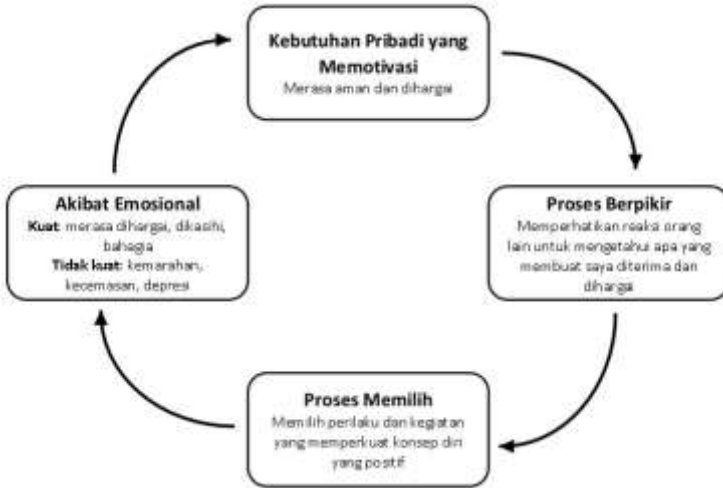 Kebutuhan Pribadi yang
Memotivasi
Merasa aman dan dihargai
Proses Berpikir
Memperhatikan reaksi orang
lain untuk mengetahui apa yang
membuat saya diterima dan
dihargai
Proses Memilih
Memilih perilaku dan kegiatan
yang memperkuat konsep diri
yang positif
Akibat Emosional
Kuat: merasa dihargai, dikasihi,
bahagia
Tidak kuat: kemarahan,
kecemasan, depresi